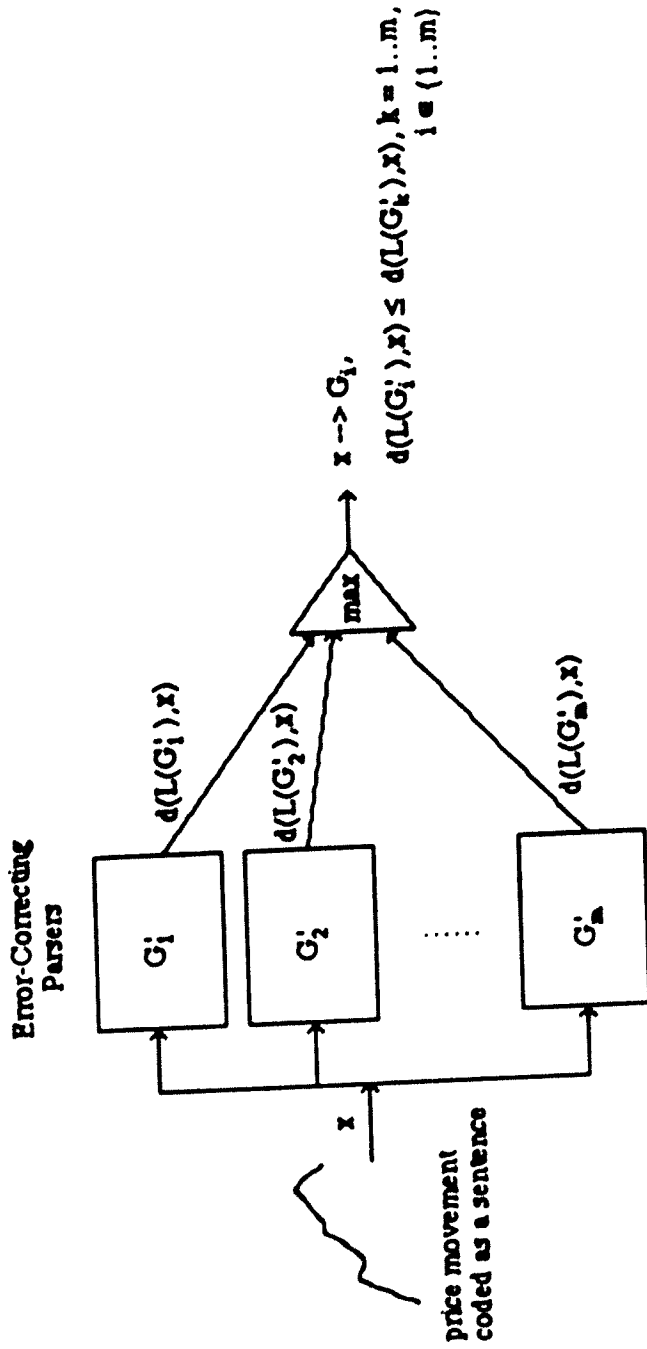 Error-Correcting
Parsers
price movement
coded as a sentence
x
G'1
G'2
......
G'm
d(L(G'1),x)
d(L(G'2),x)
d(L(G'm),x)
max
x --> Gi,
d(L(G'i),x) ≤ d(L(G'k),x), k = 1..m,
i ∈ {1..m}